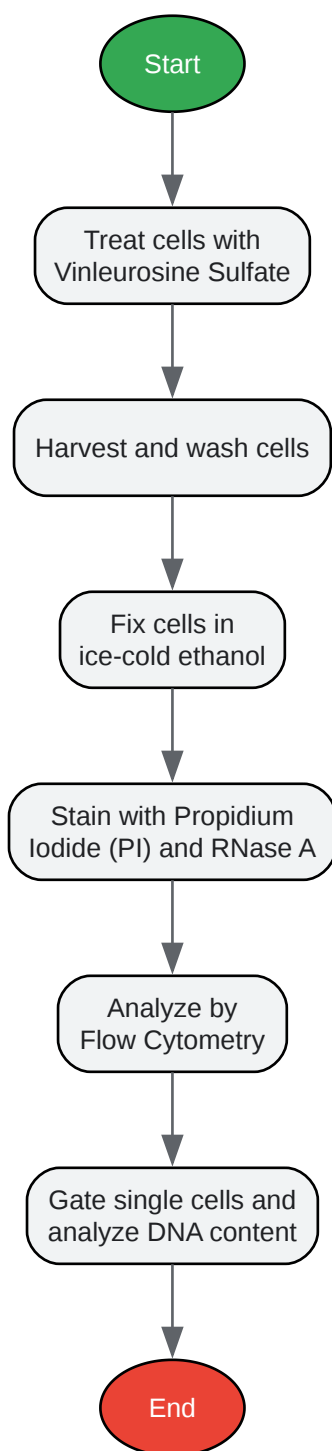 Start
Treat cells with
Vinleurosine Sulfate
Harvest and wash cells
Fix cells in
ice-cold ethanol
Stain with Propidium
Iodide (PI) and RNase A
Analyze by
Flow Cytometry
Gate single cells and
analyze DNA content
End